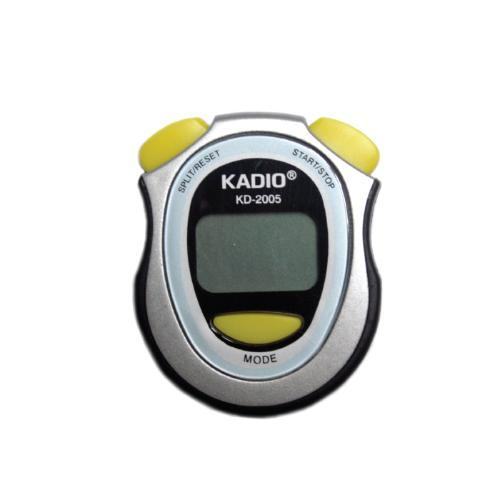 SPLIT/RESET
START/STOP
KADIO®
KD-2005
MODE